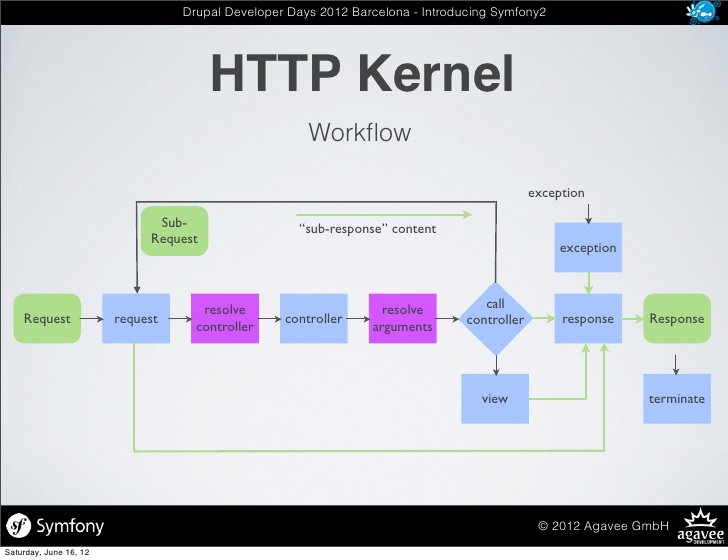 Drupal Developer Days 2012 Barcelona - Introducing Symfony2
HTTP Kernel
Workflow
exception
Sub-
Request
“sub-response” content
exception
Request
request
resolve
controller
controller
resolve
arguments
call
controller
response
Response
view
terminate
sf Symfony
© 2012 Agavee GmbH
agavee
DEVELOPMENT
Saturday, June 16, 12